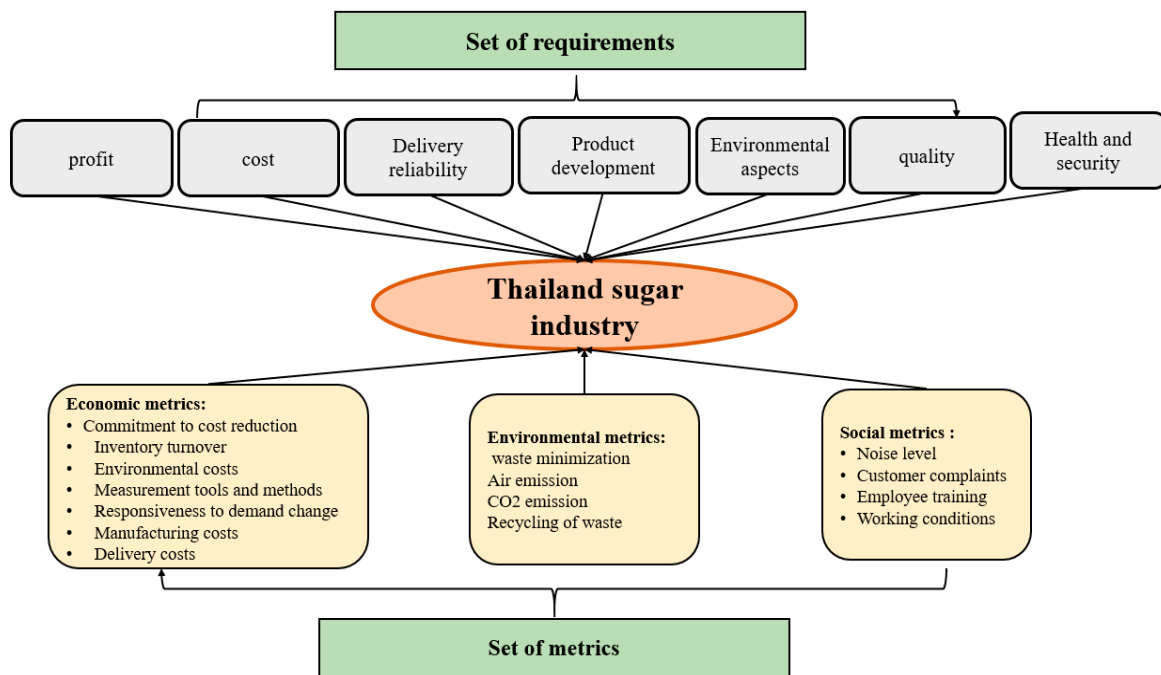 Set of requirements
profit
cost
Delivery
reliability
Product
development
Environmental
aspects
quality
Health and
security
Thailand sugar
industry
Economic metrics:
• Commitment to cost reduction
• Inventory turnover
• Environmental costs
• Measurement tools and methods
• Responsiveness to demand change
• Manufacturing costs
• Delivery costs
Environmental metrics:
waste minimization
Air emission
CO2 emission
Recycling of waste
Social metrics :
• Noise level
• Customer complaints
• Employee training
• Working conditions
Set of metrics